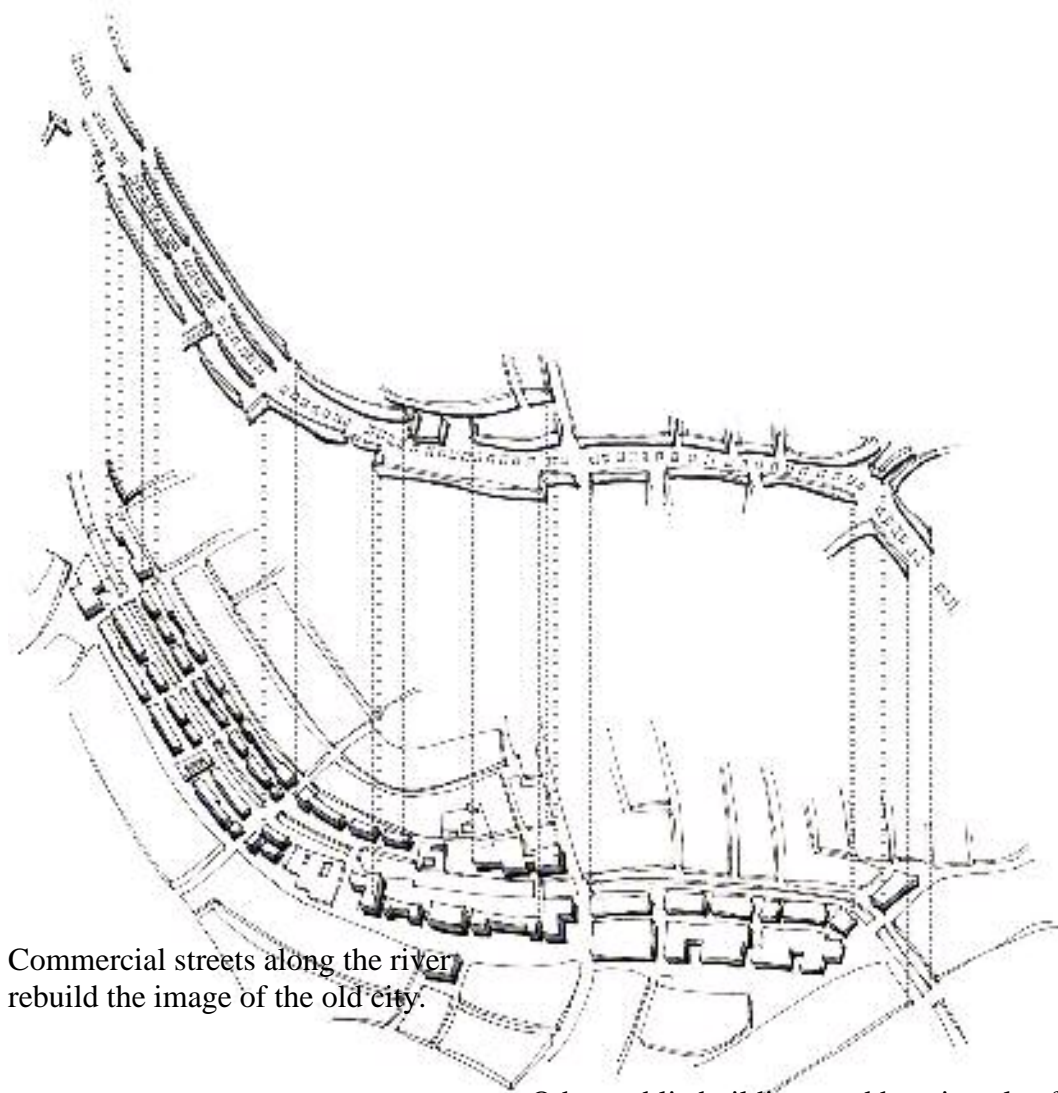 Commercial streets along the river
rebuild the image of the old city.